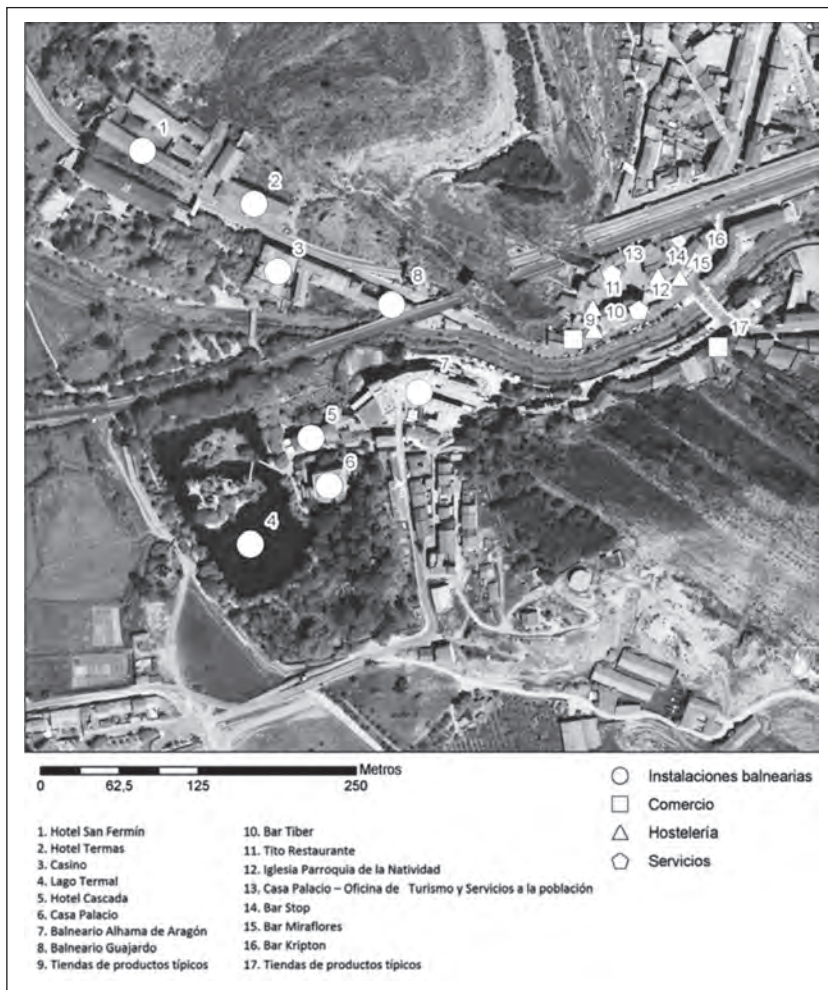 1
2
3
8
16
13
14
15
11
12
10
9
17
7
5
6
4
Metros
0 62,5 125 250
Instalaciones balnearias
Comercio
Hostelería
Servicios
1. Hotel San Fermín
2. Hotel Termas
3. Casino
4. Lago Termal
5. Hotel Cascada
6. Casa Palacio
7. Balneario Alhama de Aragón
8. Balneario Guajardo
9. Tiendas de productos típicos
10. Bar Tiber
11. Tito Restaurante
12. Iglesia Parroquia de la Natividad
13. Casa Palacio – Oficina de Turismo y Servicios a la población
14. Bar Stop
15. Bar Miraflores
16. Bar Kripton
17. Tiendas de productos típicos